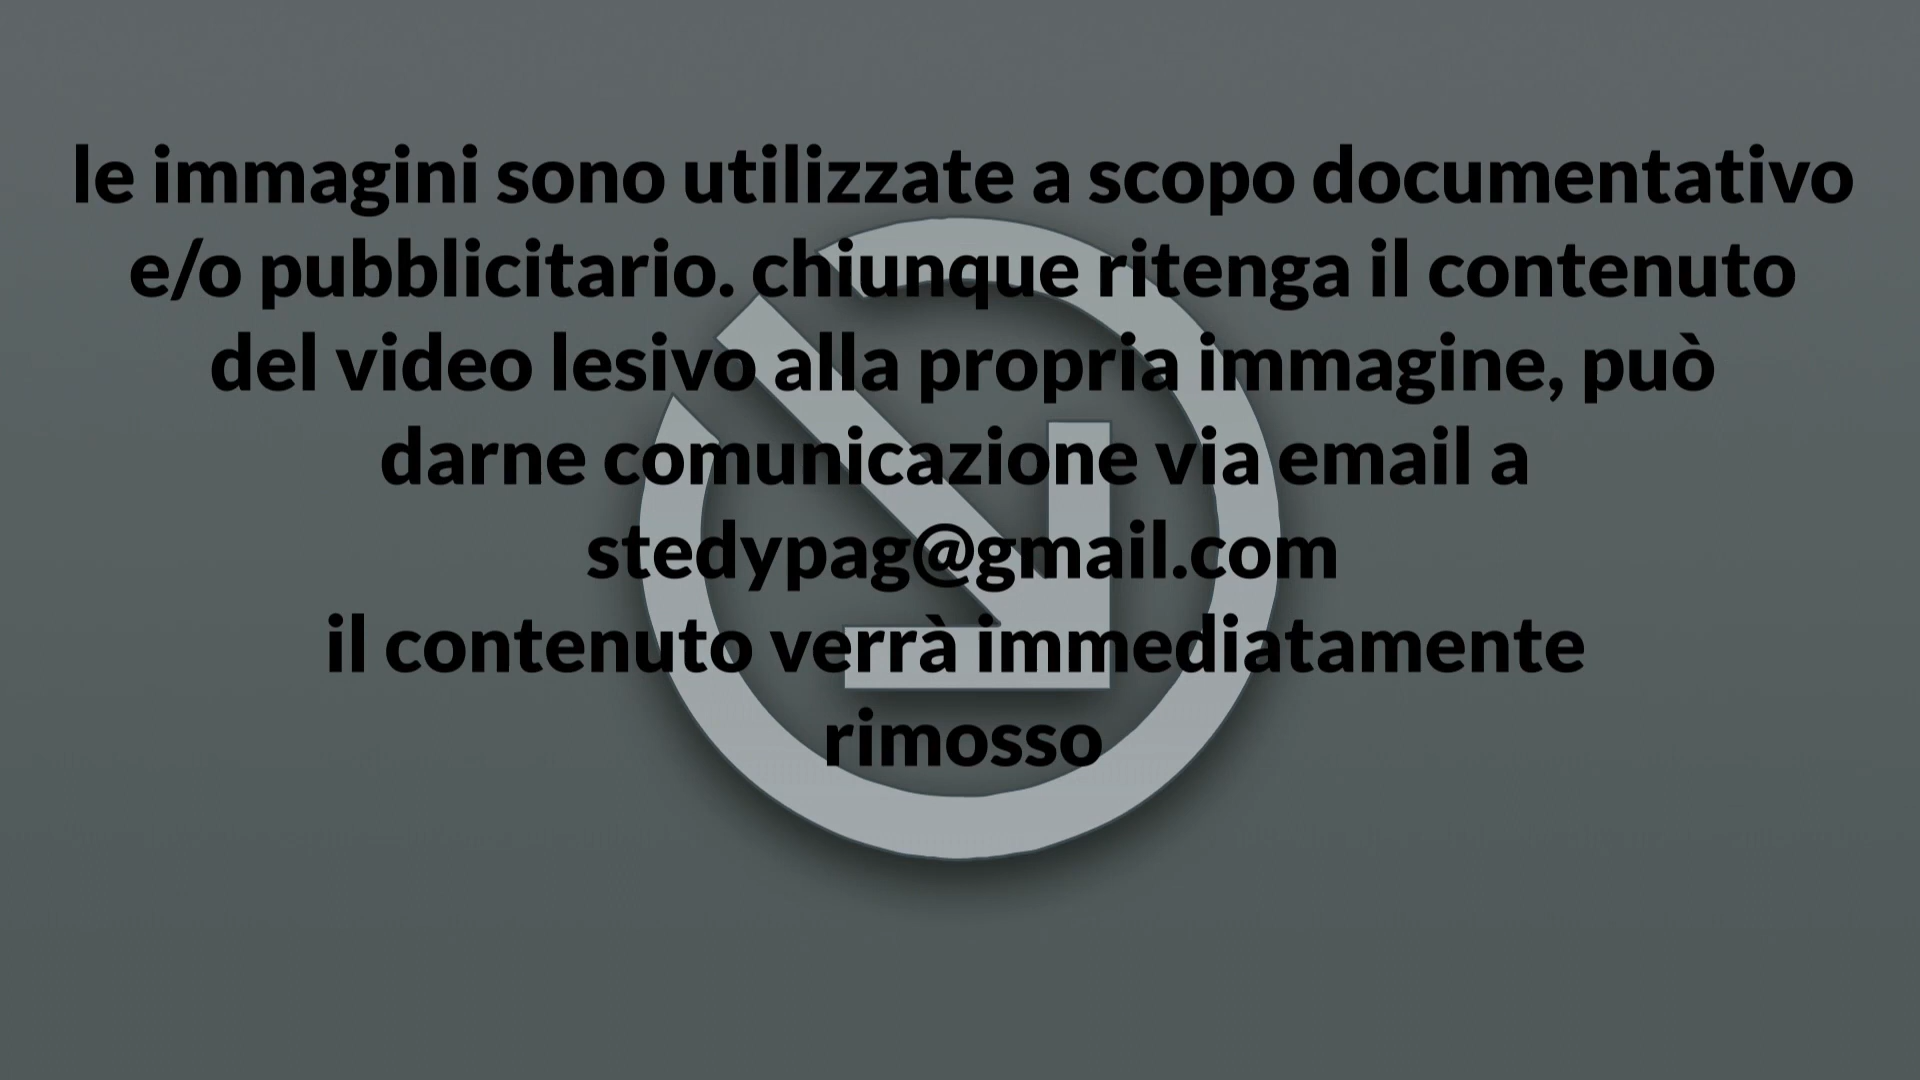 le immagini sono utilizzate a scopo documentativo
e/o pubblicitario. chiunque ritenga il contenuto
del video lesivo alla propria immagine, può
darne comunicazione via email a
stedypag@gmail.com
il contenuto verrà immediatamente
rimosso